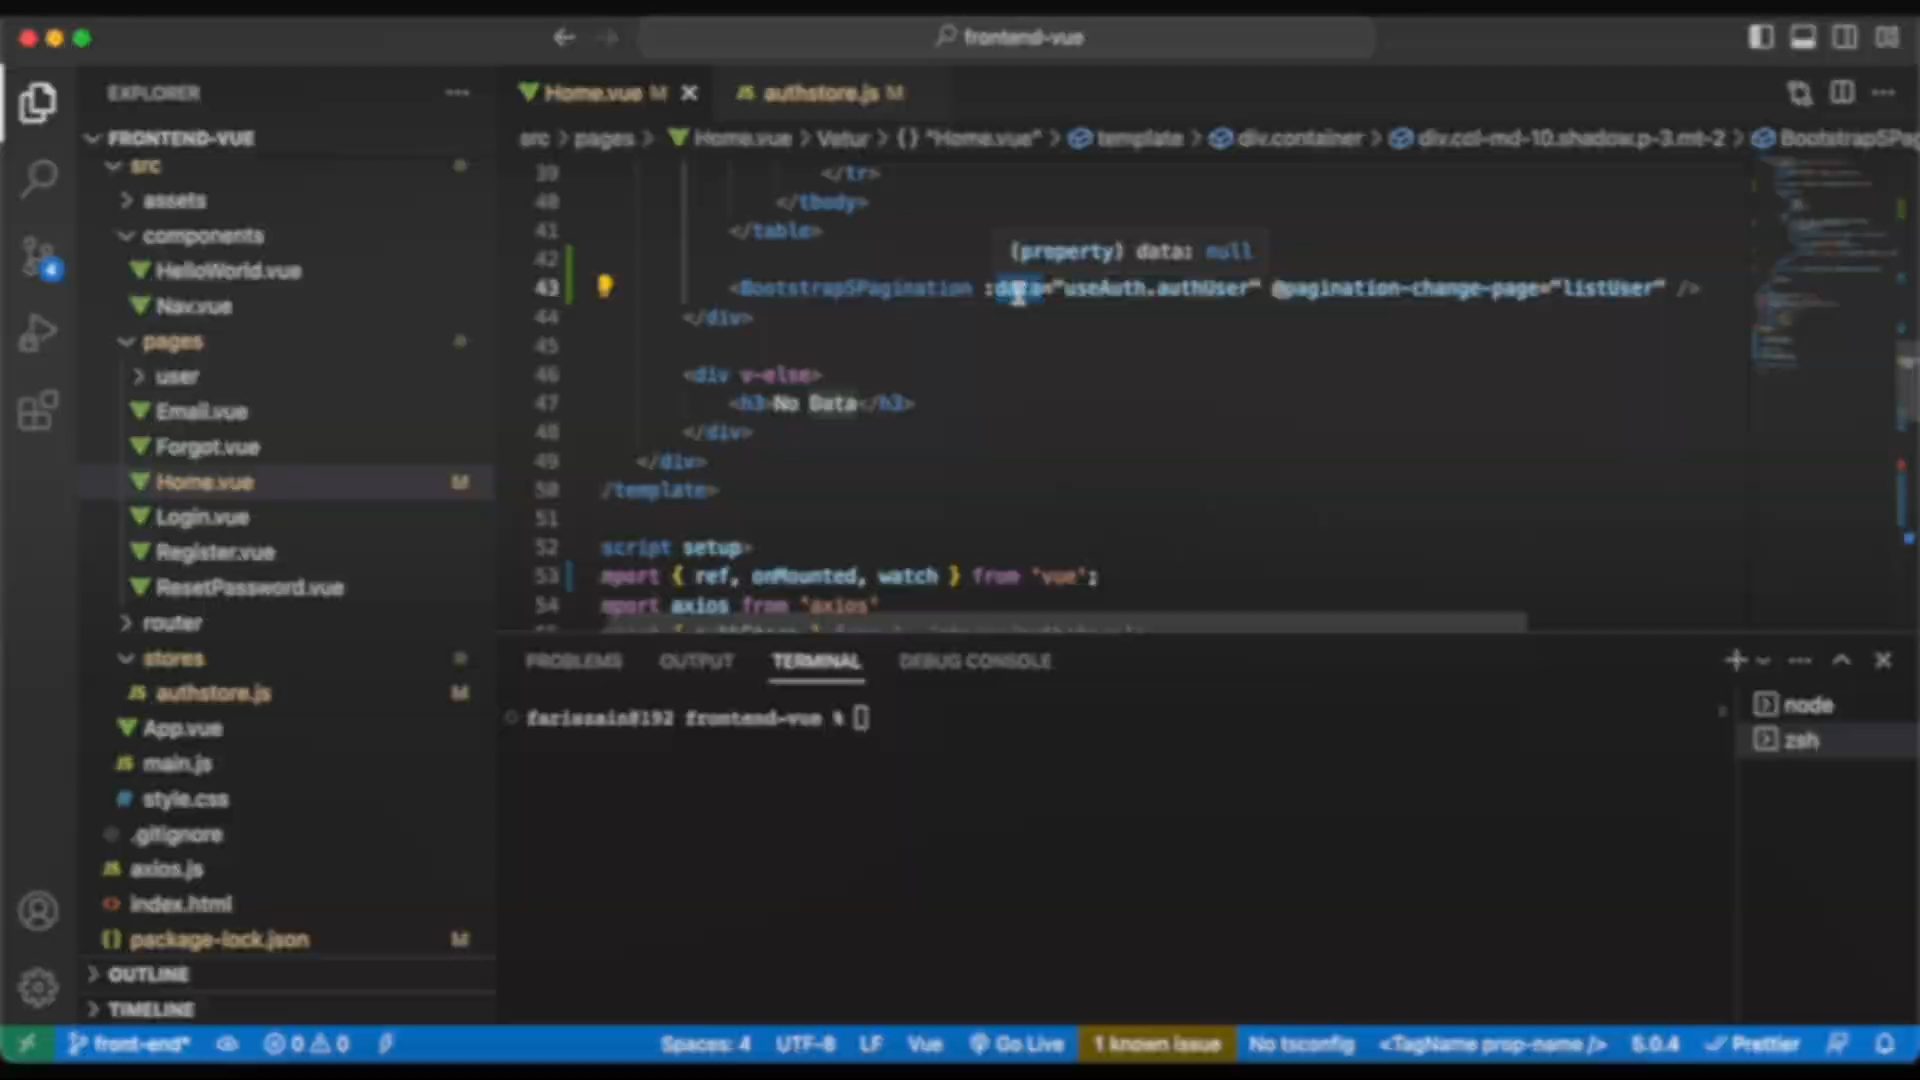 frontend-vue
EXPLORER
FRONTEND-VUE
src
assets
components
HelloWorld.vue
Nav.vue
pages
user
Email.vue
Forgot.vue
Home.vue M
Login.vue
Register.vue
ResetPassword.vue
router
stores
authstore.js M
App.vue
main.js
style.css
.gitignore
axios.js
index.html
package-lock.json M
OUTLINE
TIMELINE
Home.vue M
authstore.js M
src > pages > Home.vue > Vetur > {} "Home.vue" > template > div.container > div.col-md-10.shadow.p-3.mt-2 > Bootstrap5Pag
39 </tr>
40 </tbody>
41 </table>
(property) data: null
42
43 <Bootstrap5Pagination :data="useAuth.authUser" @pagination-change-page="listUser" />
44 </div>
45
46 <div v-else>
47 <h3>No Data</h3>
48 </div>
49 </div>
50 /template>
51
52 script setup>
53 mport { ref, onMounted, watch } from 'vue';
54 mport axios from 'axios'
PROBLEMS OUTPUT TERMINAL DEBUG CONSOLE
farissain8192 frontend-vue %
node
zsh
front-end* 0 0 Spaces: 4 UTF-8 LF Vue Go Live 1 known issue No tsconfig <TagName prop-name /> 5.0.4 Prettier